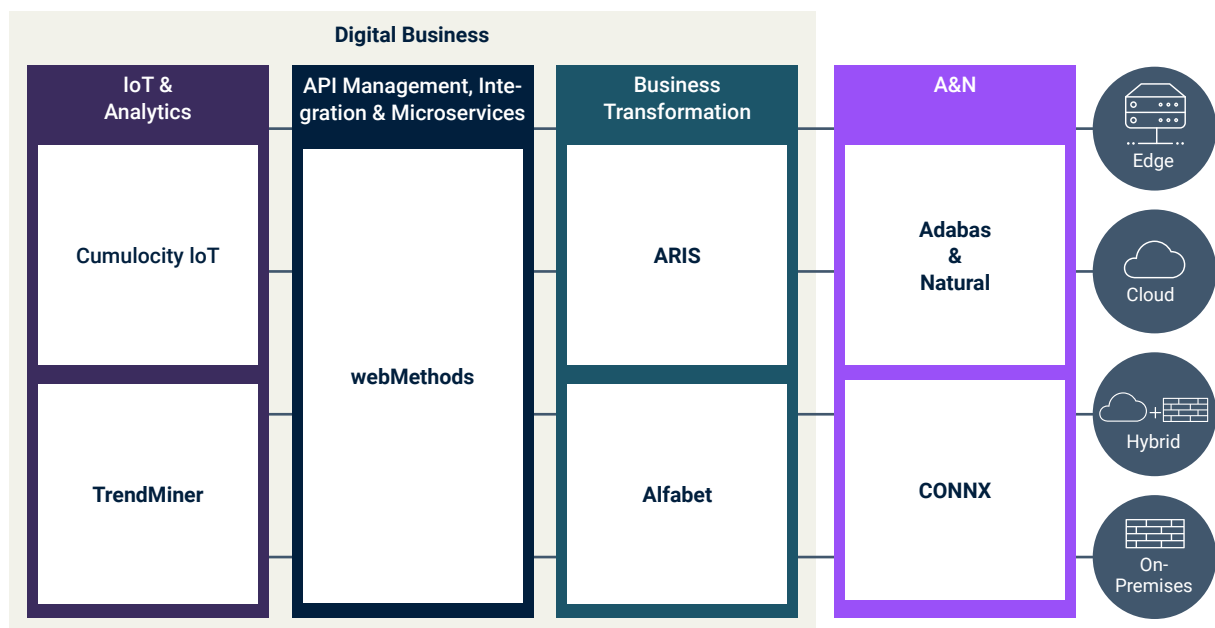 Digital Business
IoT &
Analytics
API Management, Inte-
gration & Microservices
Business
Transformation
A&N
Cumulocity IoT
TrendMiner
webMethods
ARIS
Alfabet
Adabas
&
Natural
CONNX
Edge
Cloud
Hybrid
On-
Premises